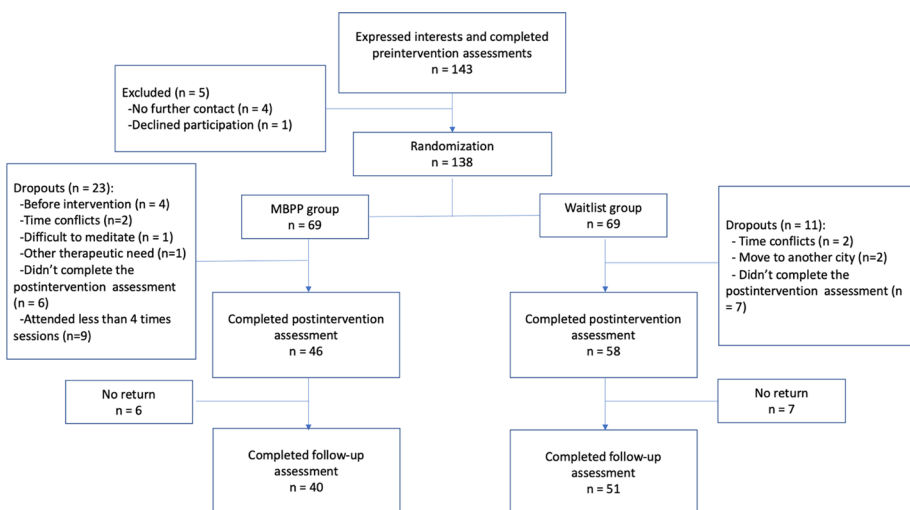 Expressed interests and completed
preintervention assessments
n = 143
Excluded (n = 5)
-No further contact (n = 4)
-Declined participation (n = 1)
Randomization
n = 138
Dropouts (n = 23):
-Before intervention (n = 4)
-Time conflicts (n=2)
-Difficult to meditate (n = 1)
-Other therapeutic need (n=1)
-Didn't complete the
postintervention assessment
(n = 6)
-Attended less than 4 times
sessions (n=9)
MBPP group
n = 69
Waitlist group
n = 69
Dropouts (n = 11):
- Time conflicts (n = 2)
- Move to another city (n=2)
- Didn't complete the
postintervention assessment (n
= 7)
Completed postintervention
assessment
n = 46
Completed postintervention
assessment
n = 58
No return
n = 6
No return
n = 7
Completed follow-up
assessment
n = 40
Completed follow-up
assessment
n = 51